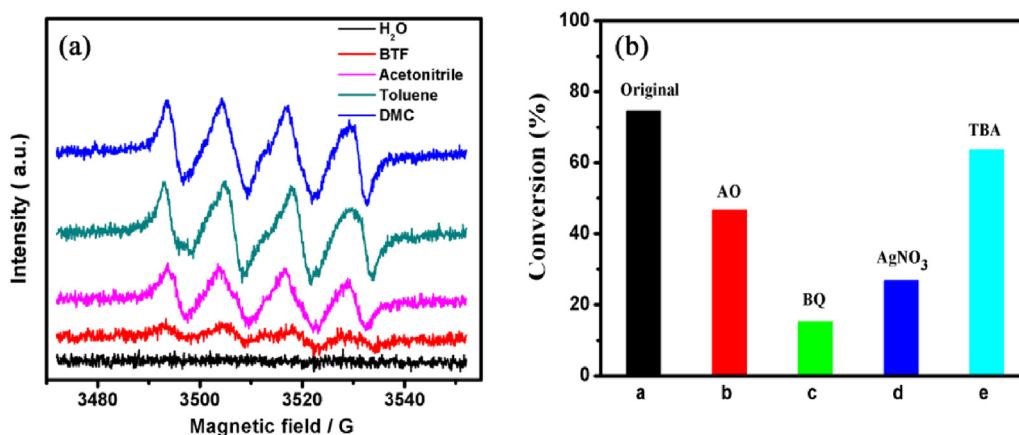 (a)
H₂O
BTF
Acetonitrile
Toluene
DMC
Intensity ( a.u.)
3480 3500 3520 3540
Magnetic field / G
(b)
100
80
60
40
20
0
Conversion (%)
Original
AO
BQ
AgNO₃
TBA
a b c d e